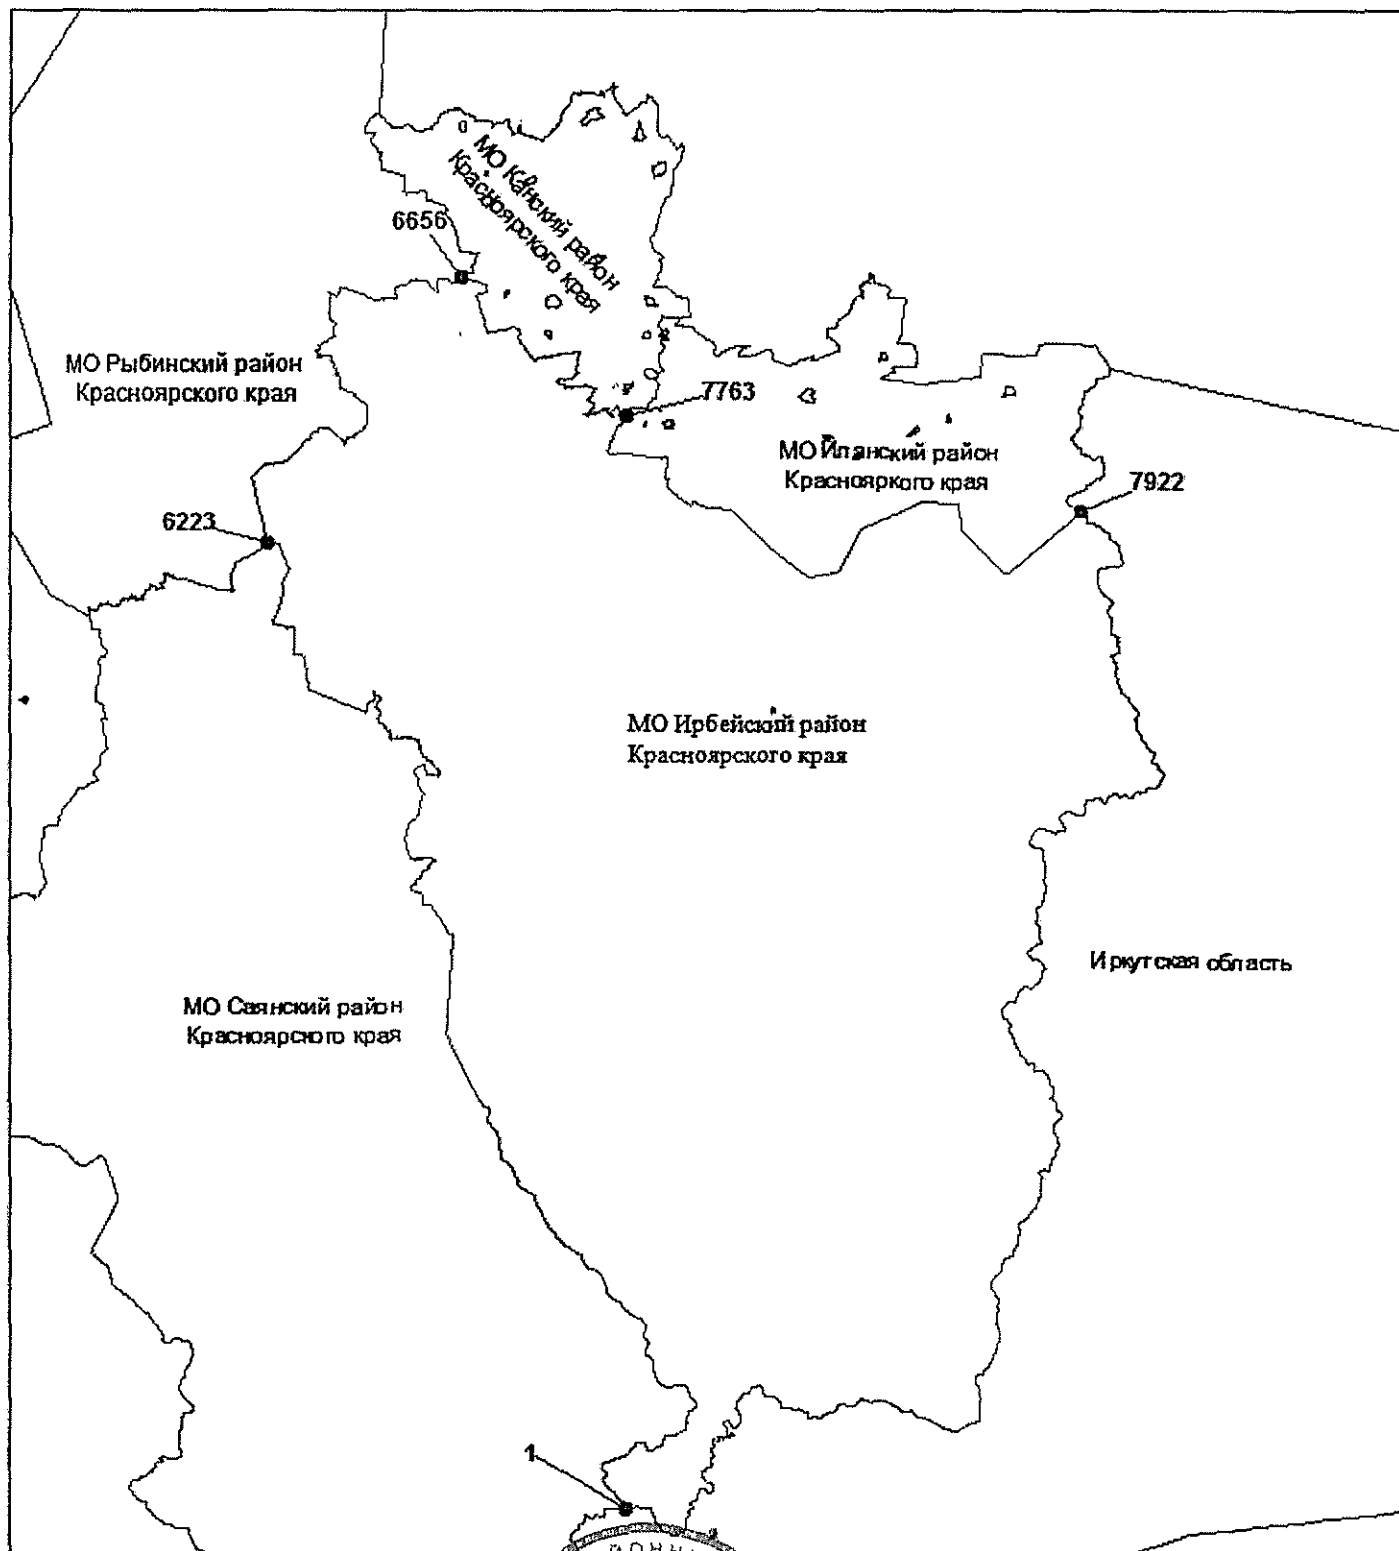 МО Канский район
Красноярского края
6656
МО Рыбинский район
Красноярского края
7763
МО Иланский район
Краснояркого края
7922
6223
МО Ирбейский район
Красноярского края
Иркутская область
МО Саянский район
Красноярского края
1